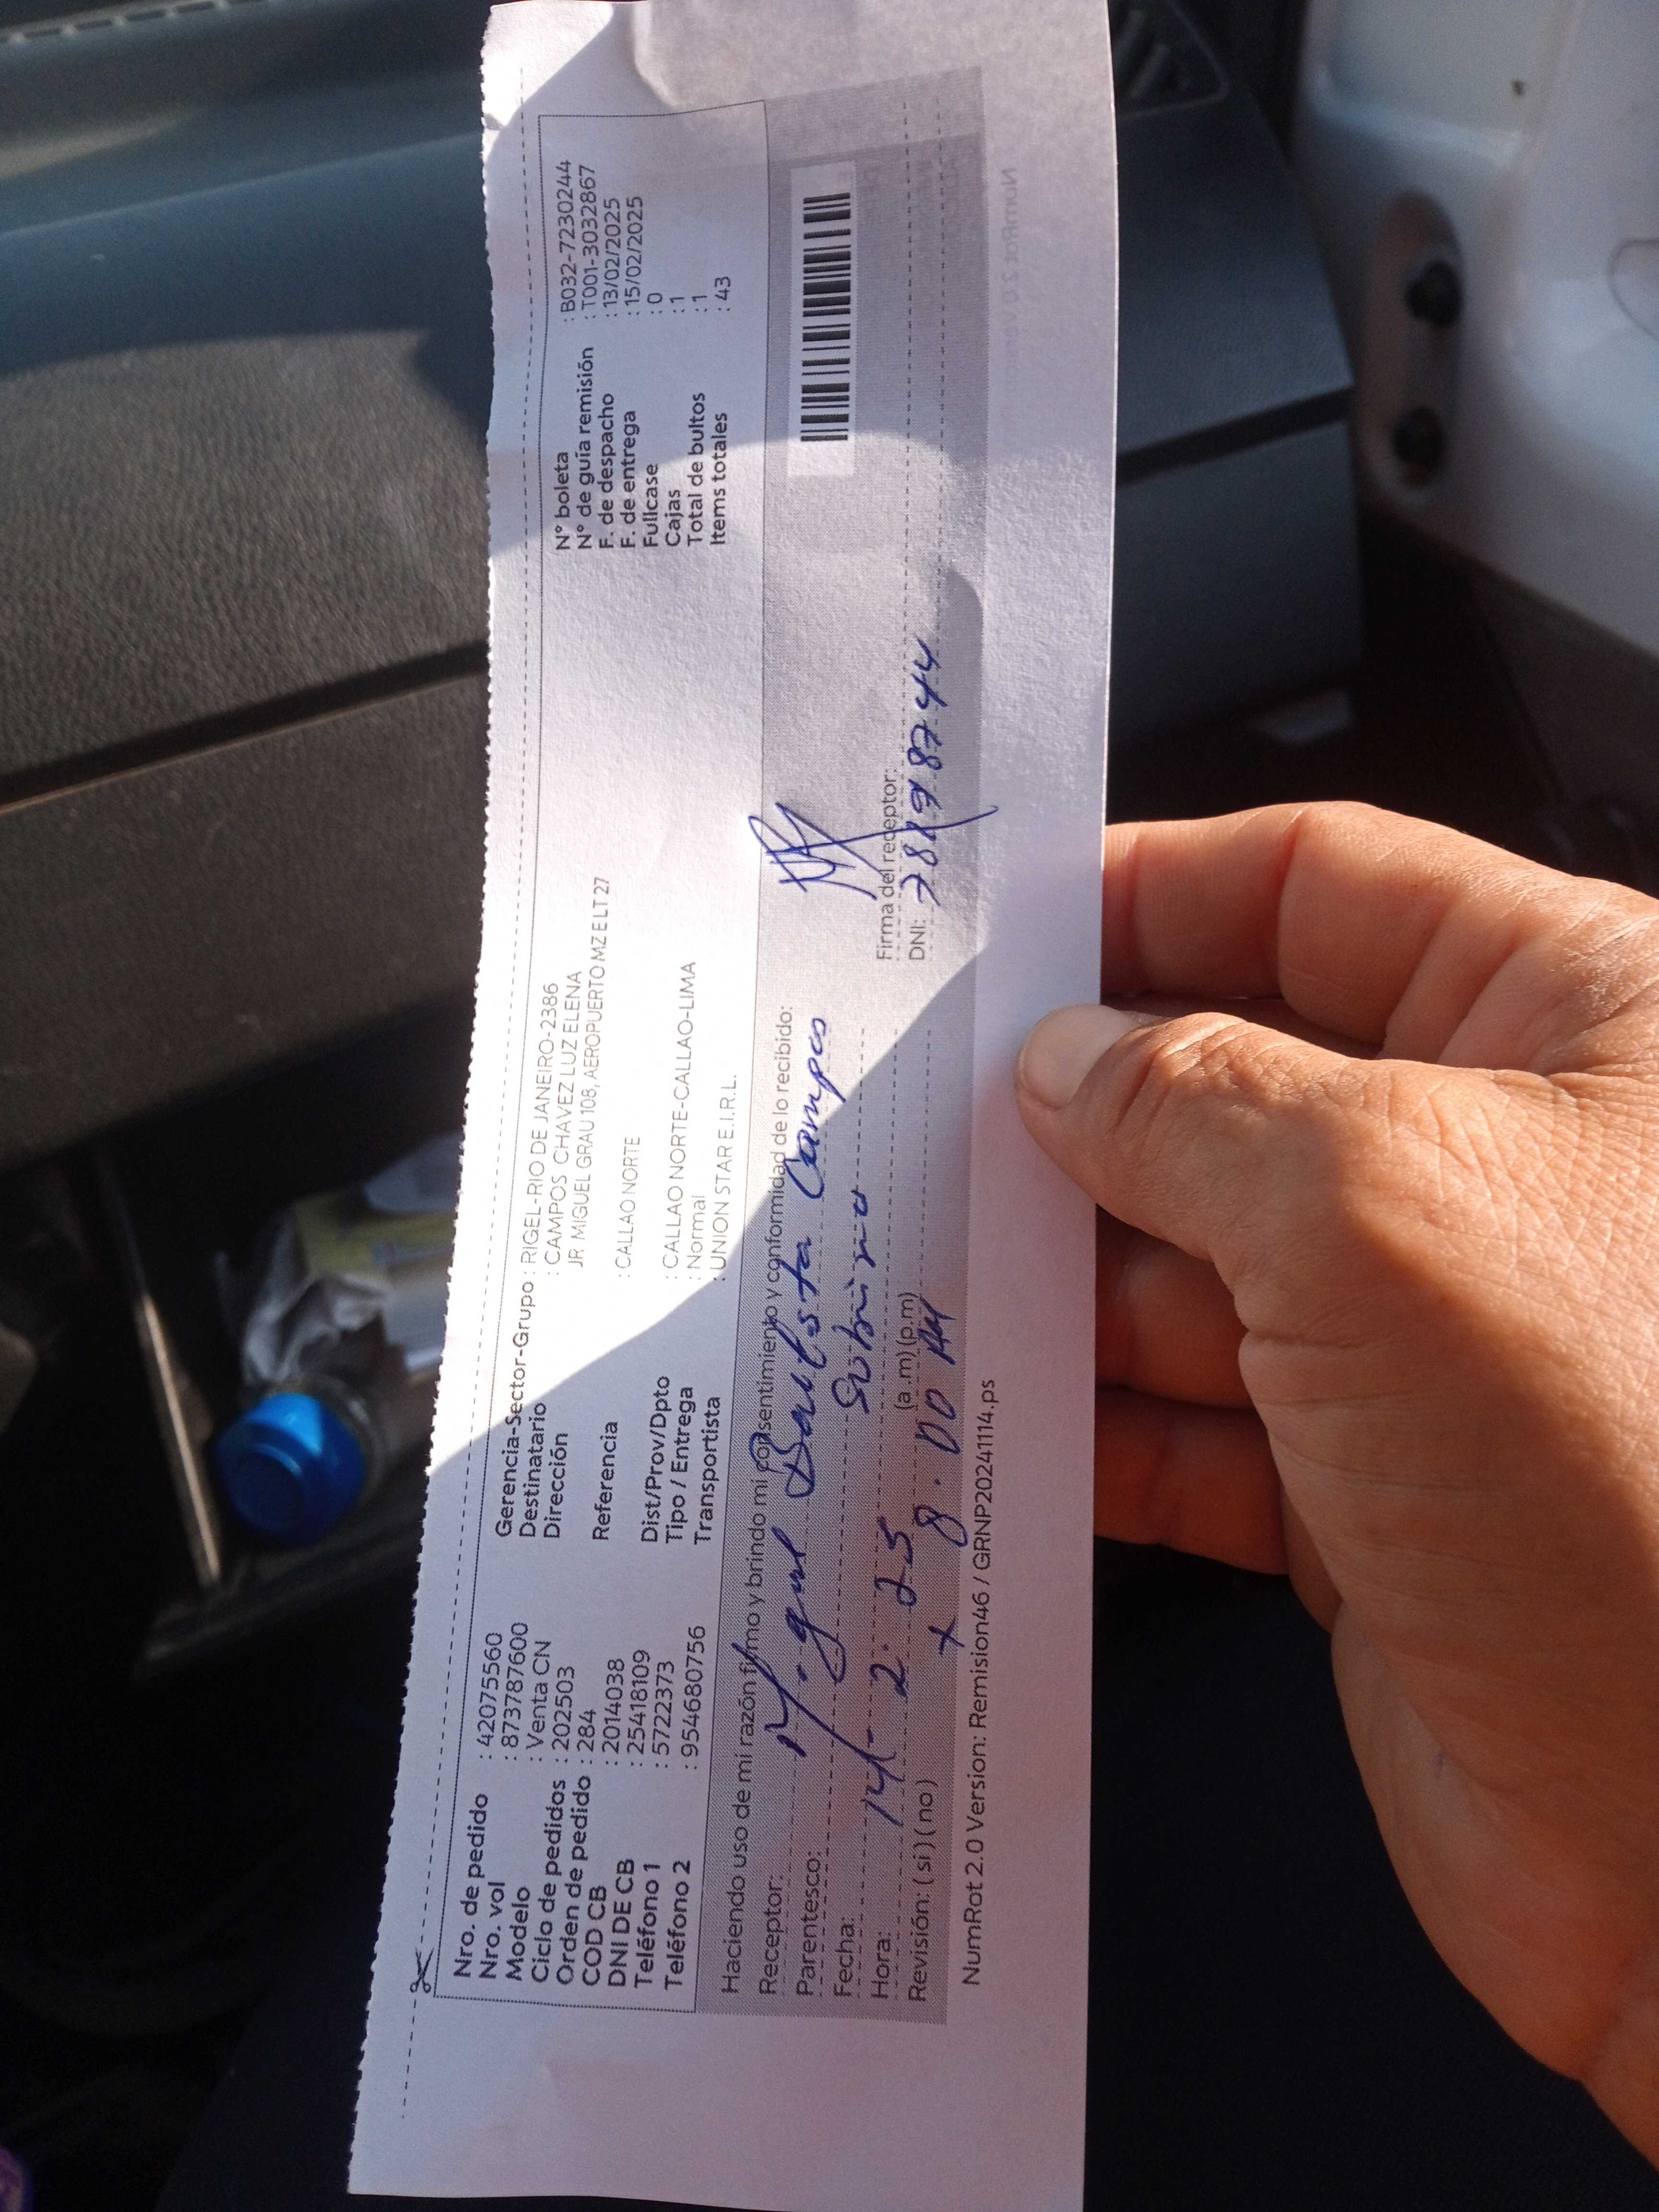 Nro. de pedido : 42075560
Nro. vol : 873787600
Modelo : Venta CN
Ciclo de pedidos : 202503
Orden de pedido : 284
COD CB : 2014038
DNI DE CB : 25418109
Teléfono 1 : 5722373
Teléfono 2 : 954680756
Gerencia-Sector-Grupo : RIGEL-RIO DE JANEIRO-2386
Destinatario : CAMPOS CHAVEZ LUZ ELENA
Dirección JR MIGUEL GRAU 108, AEROPUERTO MZ E LT 27
Referencia : CALLAO NORTE
Dist/Prov/Dpto : CALLAO NORTE-CALLAO-LIMA
Tipo / Entrega : Normal
Transportista : UNION STAR E.I.R.L.
N° boleta : B032-7230244
N° de guía remisión : T001-3032867
F. de despacho : 13/02/2025
F. de entrega : 15/02/2025
Fullcase : 0
Cajas : 1
Total de bultos : 1
Items totales : 43
Haciendo uso de mi razón firmo y brindo mi consentimiento y conformidad de lo recibido:
Receptor: Miguel Bautista Campos
Parentesco: Sobrino
Fecha: 14-2-25
Hora: 8.00 AM (a.m) (p.m)
Revisión: ( si ) ( no ) x
Firma del receptor:
DNI: 78898744
NumRot 2.0 Version: Remision46 / GRNP20241114.ps